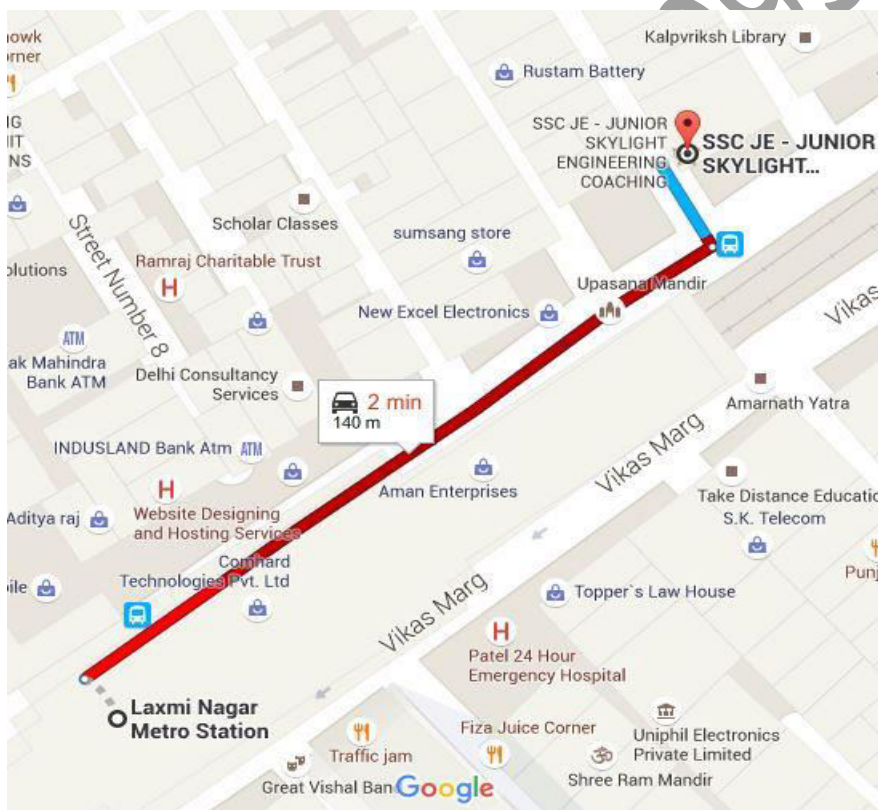 Kalpvriksh Library
Rustam Battery
SSC JE - JUNIOR
SKYLIGHT
ENGINEERING
COACHING
SSC JE - JUNIOR
SKYLIGHT...
Scholar Classes
sumsang store
Street Number 8
Ramraj Charitable Trust
H
Upasana Mandir
New Excel Electronics
Vikas
ATM
ak Mahindra
Bank ATM
Delhi Consultancy
Services
2 min
140 m
Amarnath Yatra
INDUSLAND Bank Atm
ATM
Vikas Marg
Aman Enterprises
Take Distance Educatio
S.K. Telecom
H
Website Designing
and Hosting Services
Aditya raj
Comhard
Technologies Pvt. Ltd
Punj
Topper`s Law House
Vikas Marg
H
Patel 24 Hour
Emergency Hospital
Laxmi Nagar
Metro Station
Fiza Juice Corner
Uniphil Electronics
Private Limited
Traffic jam
Shree Ram Mandir
Great Vishal Ban
Google